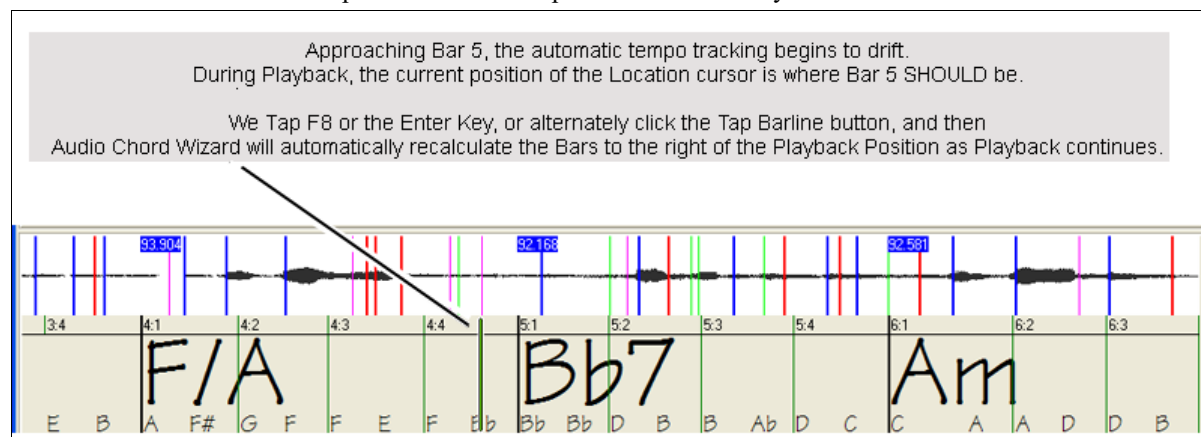 Approaching Bar 5, the automatic tempo tracking begins to drift.
During Playback, the current position of the Location cursor is where Bar 5 SHOULD be.
We Tap F8 or the Enter Key, or alternately click the Tap Barline button, and then
Audio Chord Wizard will automatically recalculate the Bars to the right of the Playback Position as Playback continues.
93.904 92.168 92.581
3:4 4:1 4:2 4:3 4:4 5:1 5:2 5:3 5:4 6:1 6:2 6:3
F/A Bb7 Am
E B A F# G F F E F Bb Bb Bb D B B Ab D C C A A D D B